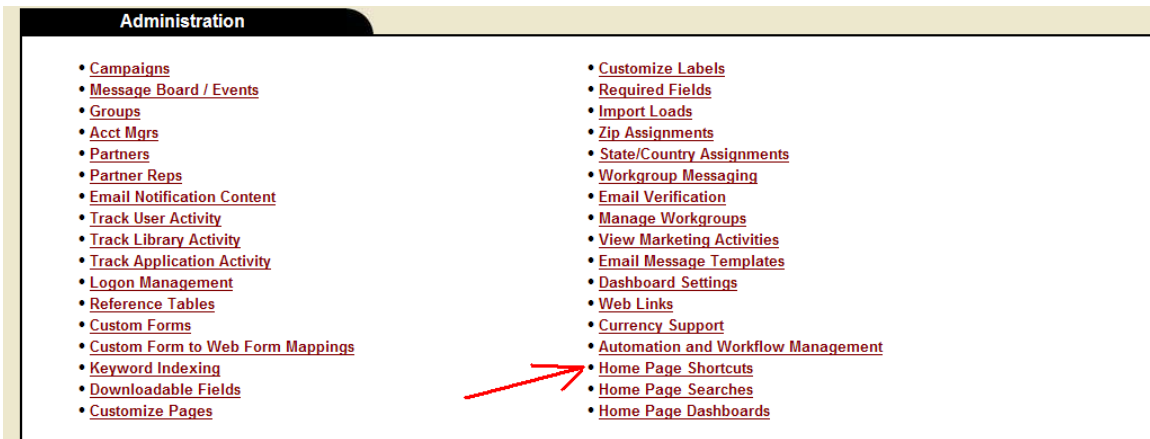 Administration
• Campaigns
• Message Board / Events
• Groups
• Acct Mgrs
• Partners
• Partner Reps
• Email Notification Content
• Track User Activity
• Track Library Activity
• Track Application Activity
• Logon Management
• Reference Tables
• Custom Forms
• Custom Form to Web Form Mappings
• Keyword Indexing
• Downloadable Fields
• Customize Pages
• Customize Labels
• Required Fields
• Import Loads
• Zip Assignments
• State/Country Assignments
• Workgroup Messaging
• Email Verification
• Manage Workgroups
• View Marketing Activities
• Email Message Templates
• Dashboard Settings
• Web Links
• Currency Support
• Automation and Workflow Management
• Home Page Shortcuts
• Home Page Searches
• Home Page Dashboards